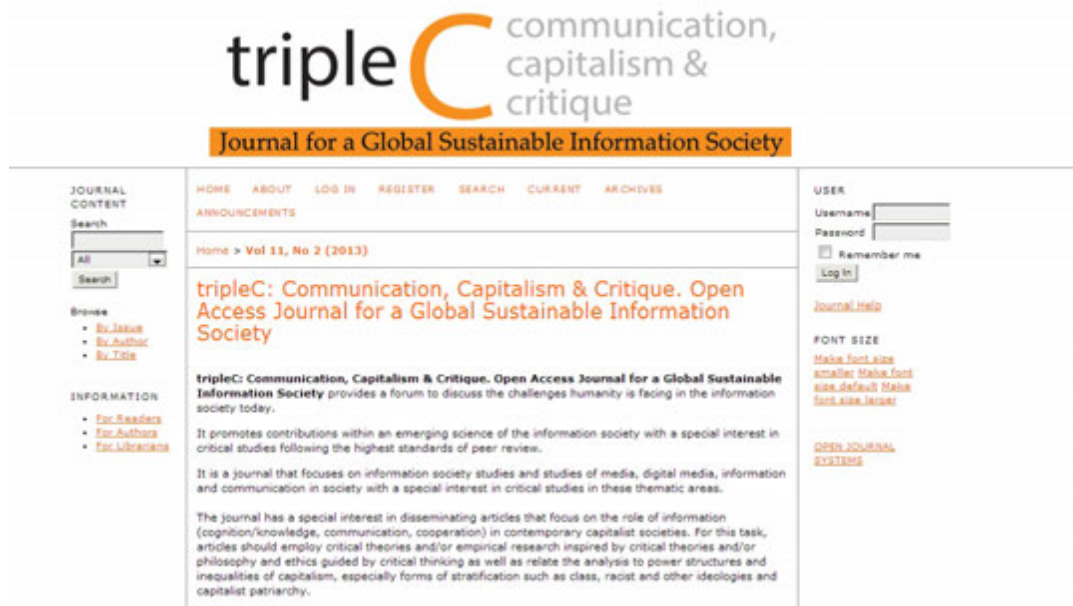 triple C communication,
capitalism &
critique
Journal for a Global Sustainable Information Society
JOURNAL
CONTENT
Search
All
Search
Browse
By Issue
By Author
By Title
INFORMATION
For Readers
For Authors
For Librarians
HOME ABOUT LOG IN REGISTER SEARCH CURRENT ARCHIVES
ANNOUNCEMENTS
Home > Vol 11, No 2 (2013)
tripleC: Communication, Capitalism & Critique. Open
Access Journal for a Global Sustainable Information
Society
tripleC: Communication, Capitalism & Critique. Open Access Journal for a Global Sustainable
Information Society provides a forum to discuss the challenges humanity is facing in the information
society today.
It promotes contributions within an emerging science of the information society with a special interest in
critical studies following the highest standards of peer review.
It is a journal that focuses on information society studies and studies of media, digital media, information
and communication in society with a special interest in critical studies in these thematic areas.
The journal has a special interest in disseminating articles that focus on the role of information
(cognition/knowledge, communication, cooperation) in contemporary capitalist societies. For this task,
articles should employ critical theories and/or empirical research inspired by critical theories and/or
philosophy and ethics guided by critical thinking as well as relate the analysis to power structures and
inequalities of capitalism, especially forms of stratification such as class, racist and other ideologies and
capitalist patriarchy.
USER
Username
Password
Remember me
Log In
Journal Help
FONT SIZE
Make font size
smaller Make font
size default Make
font size larger
OPEN JOURNAL
SYSTEMS